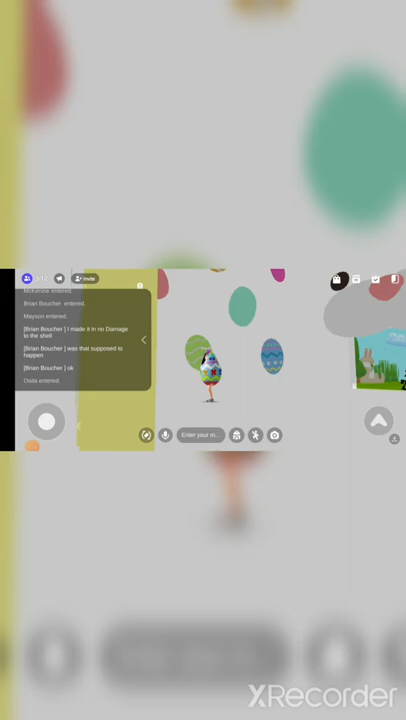 Invite
McKenzie entered.
Brian Boucher entered.
Mayson entered.
[Brian Boucher ] I made it in no Damage
to the shell
[Brian Boucher ] was that supposed to
happen
[Brian Boucher ] ok
Enter your m...
XRecorder